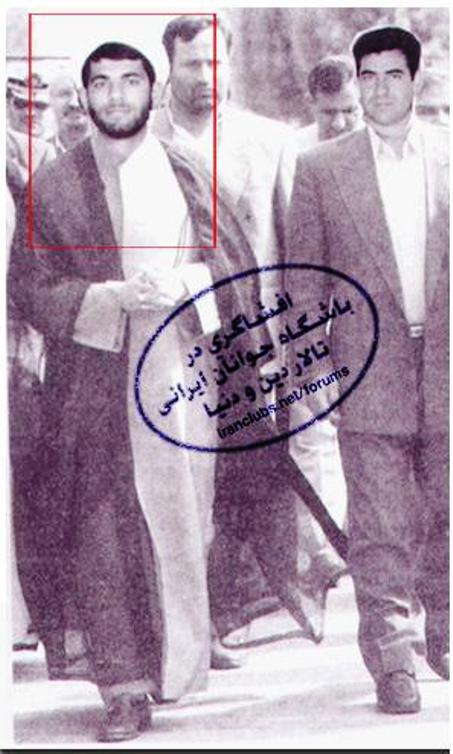 افشاگری در
باشگاه جوانان ایرانی
تالار دین و دنیا
iranclubs.net/forums